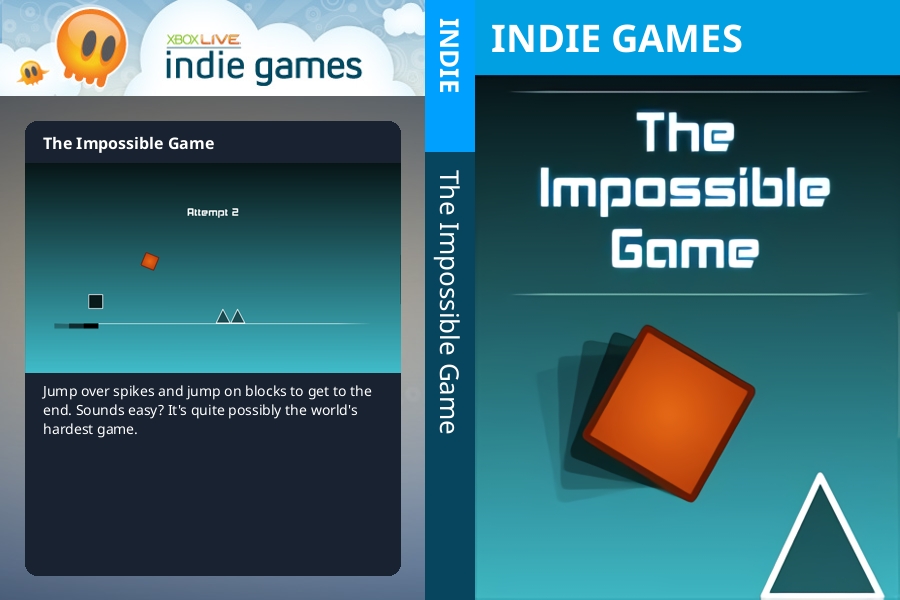 XBOX LIVE
indie games
The Impossible Game
Attempt 2
Jump over spikes and jump on blocks to get to the
end. Sounds easy? It's quite possibly the world's
hardest game.
INDIE
The Impossible Game
INDIE GAMES
The
Impossible
Game